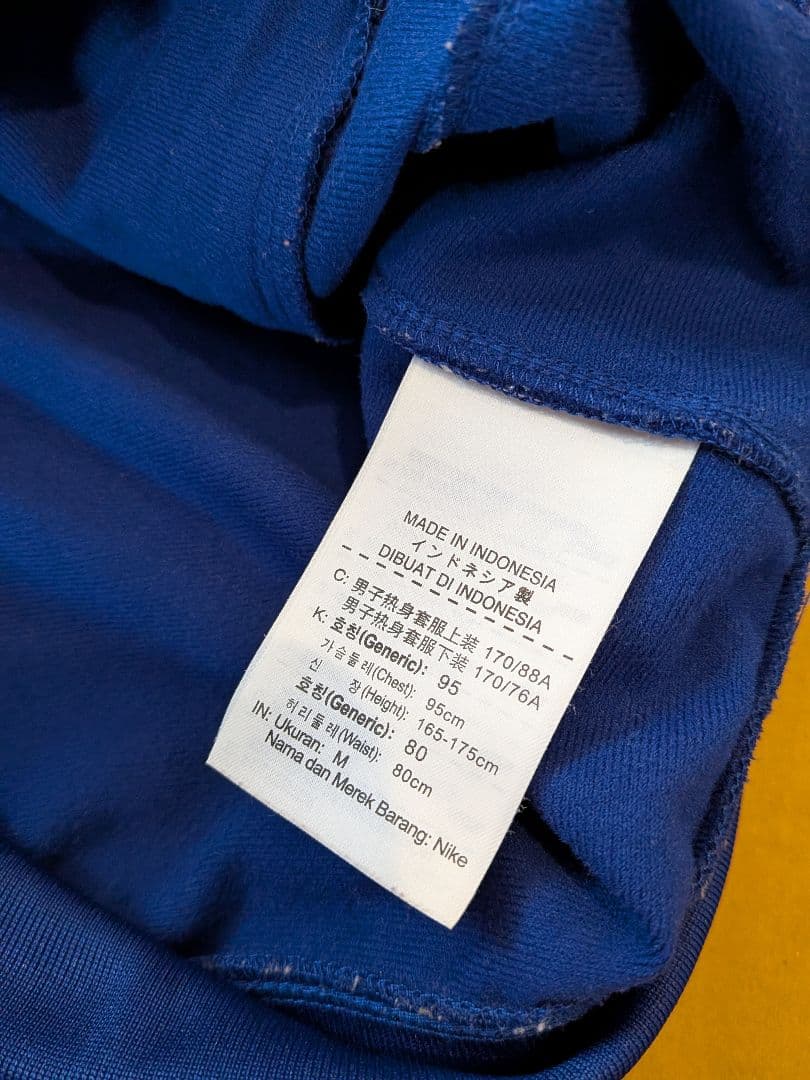 MADE IN INDONESIA
インドネシア製
DIBUAT DI INDONESIA
C: 男子热身套服上装 170/88A
男子热身套服下装 170/76A
K: 호칭(Generic): 95
가슴둘레(Chest): 95cm
신 장(Height): 165-175cm
호칭(Generic): 80
허리둘레(Waist): 80cm
IN: Ukuran: M
Nama dan Merek Barang: Nike